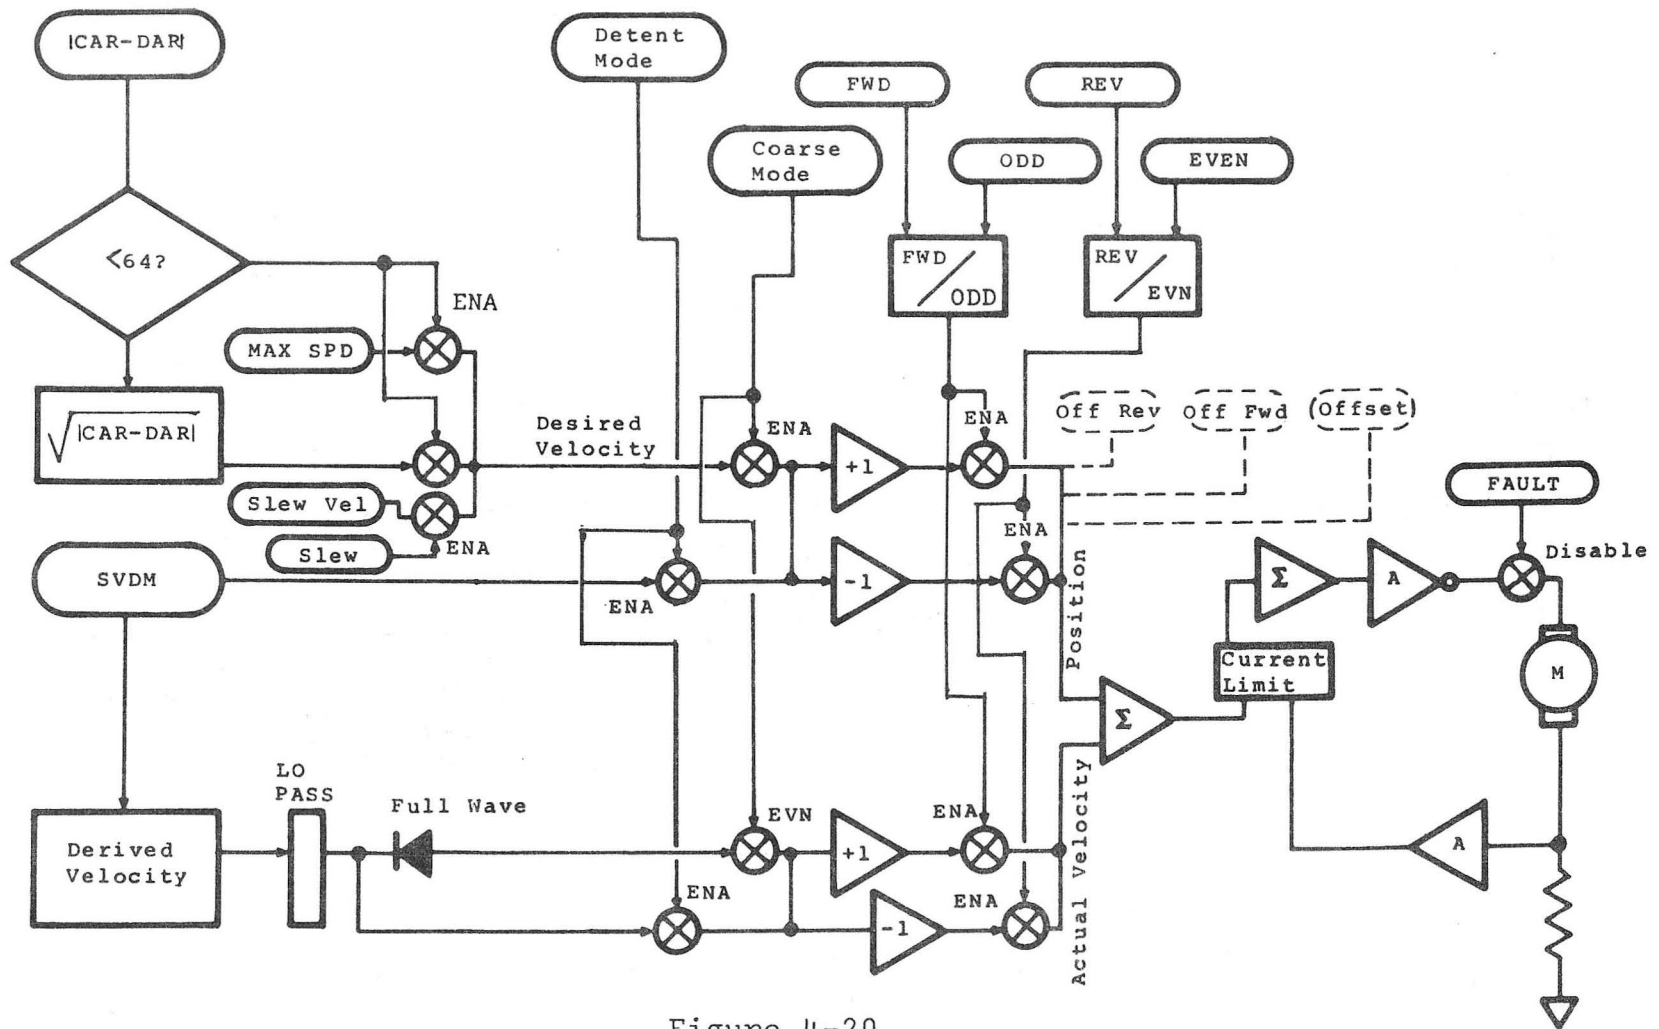 |CAR-DAR|
Detent
Mode
FWD
REV
Coarse
Mode
ODD
EVEN
<64?
FWD
/
ODD
REV
/
EVN
ENA
MAX SPD
√|CAR-DAR|
Desired
Velocity
ENA
+1
ENA
Off Rev
Off Fwd
(Offset)
Slew Vel
Slew
ENA
FAULT
ENA
Disable
SVDM
ENA
-1
Position
Σ
A
Current
Limit
M
Σ
LO
PASS
Full Wave
EVN
ENA
Derived
Velocity
+1
Actual Velocity
A
ENA
ENA
-1
Figure 4-20